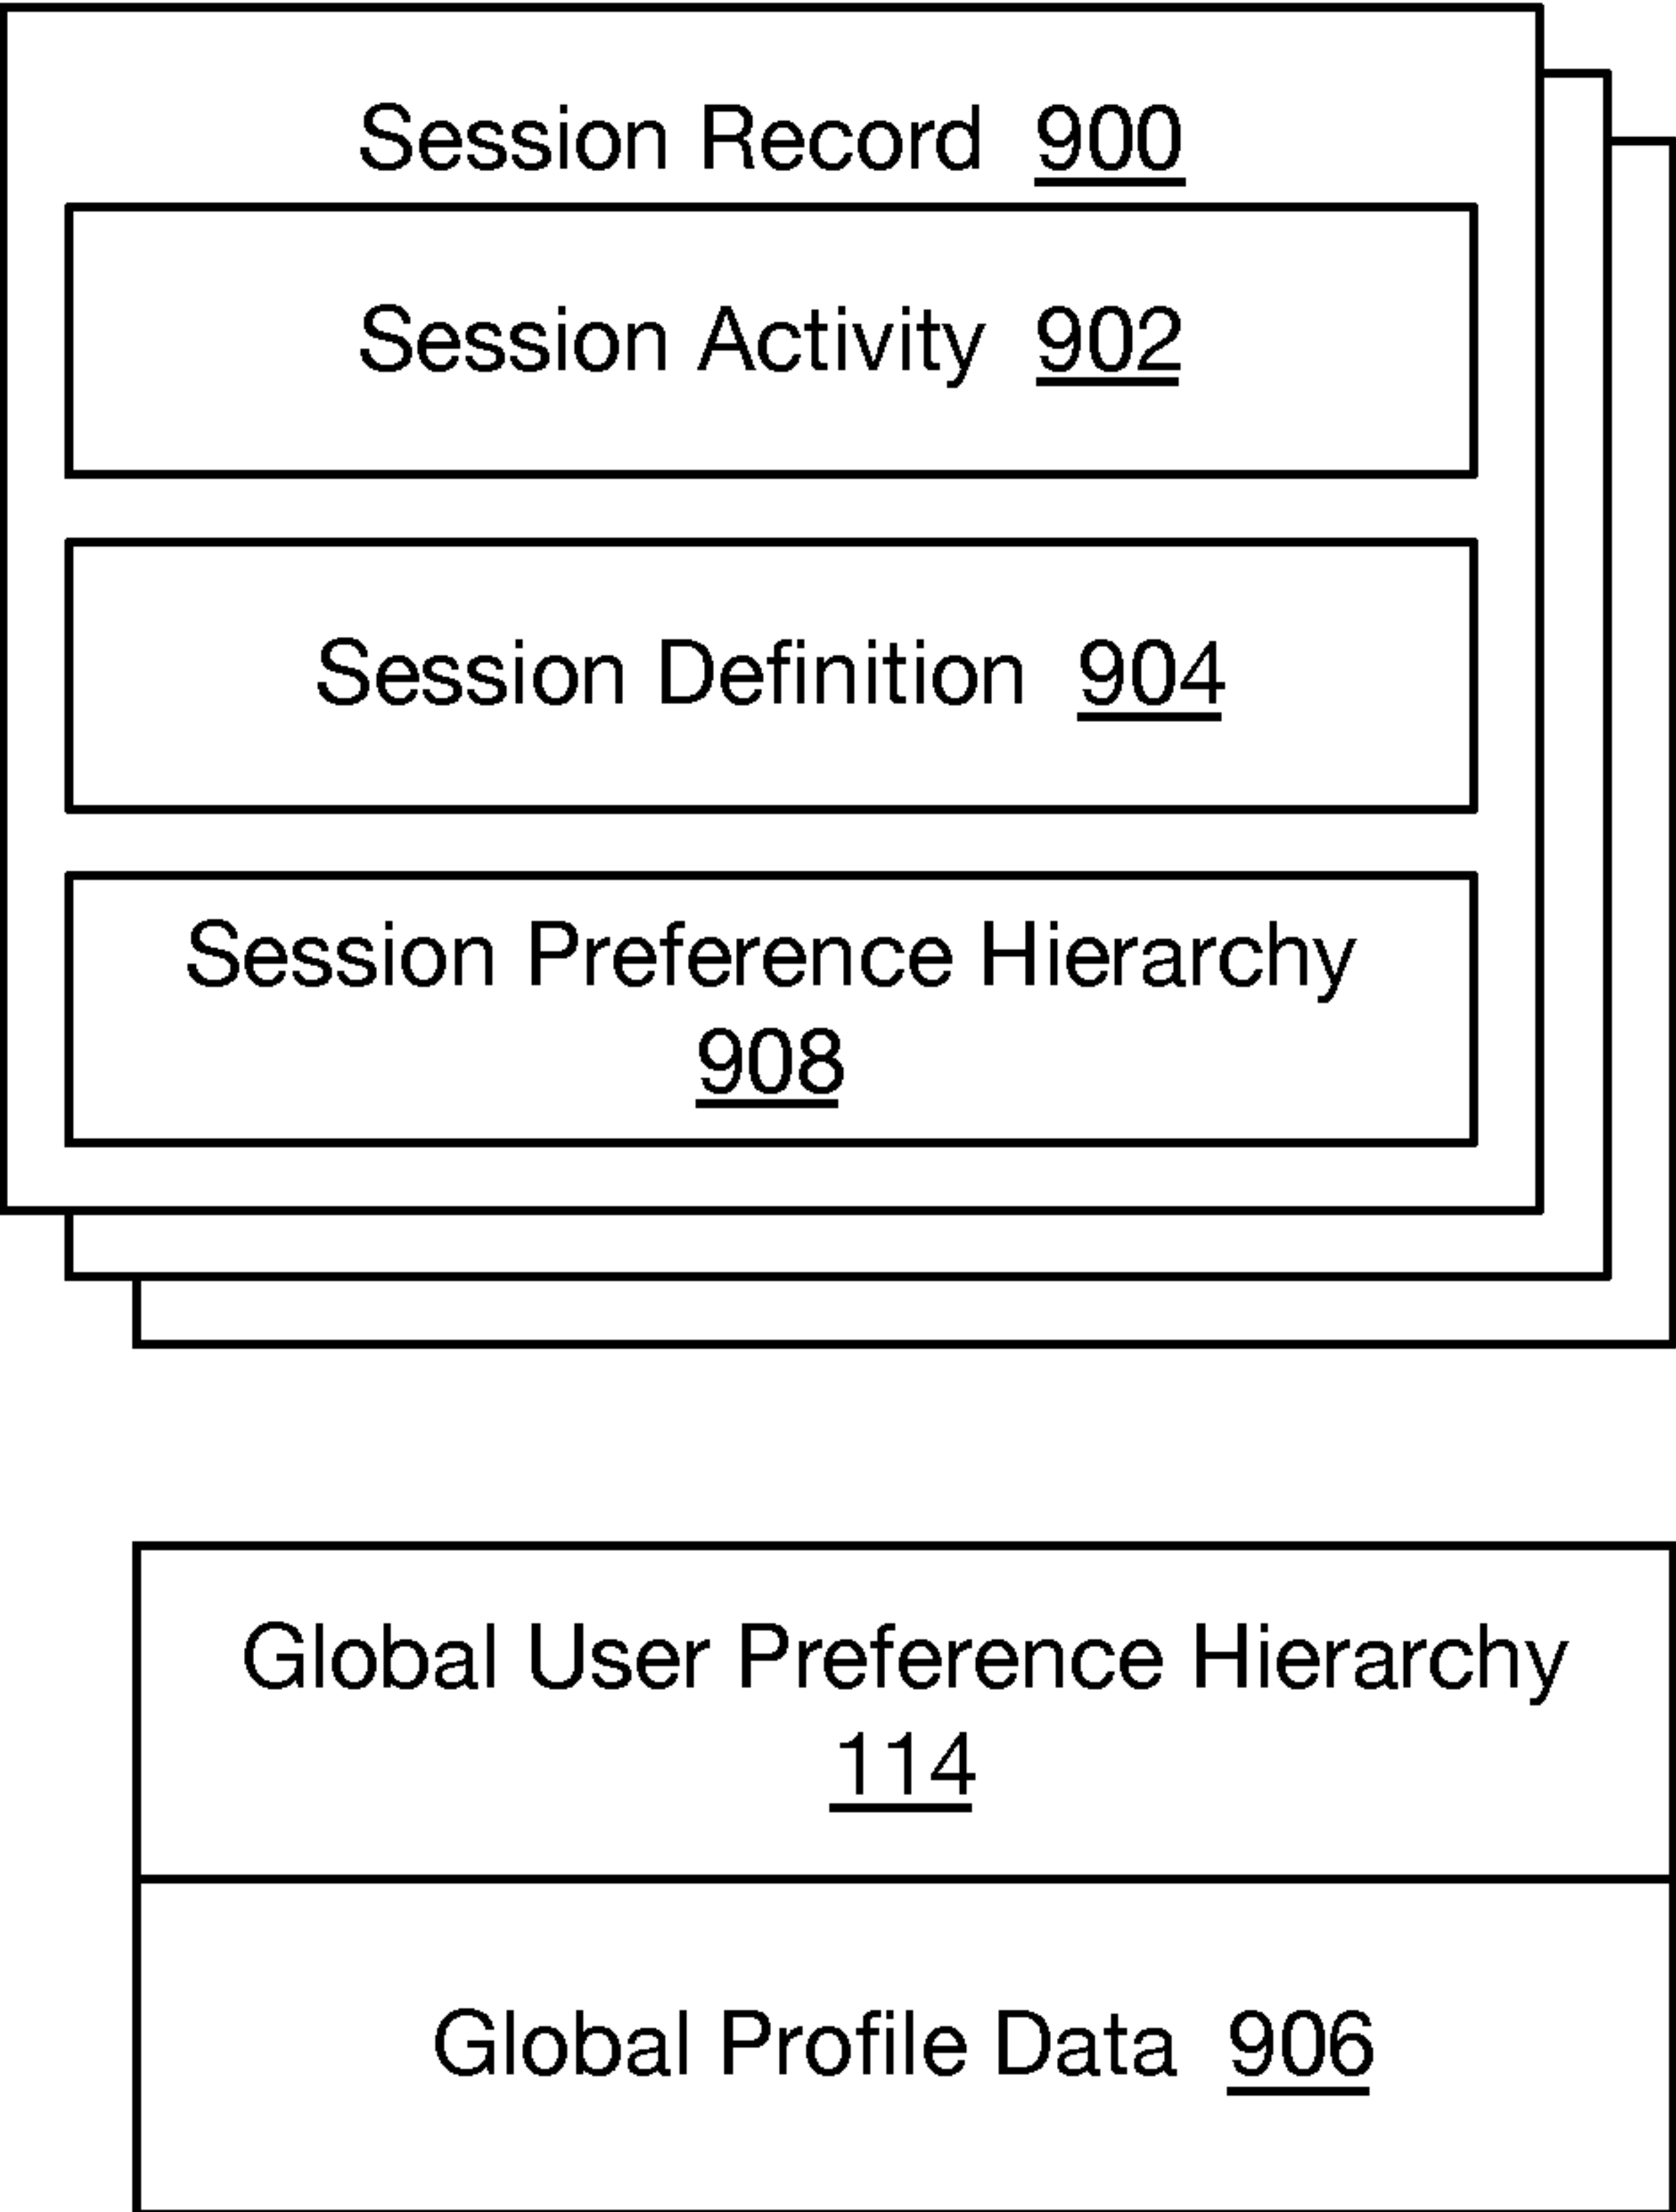 Session Record 900
Session Activity 902
Session Definition 904
Session Preference Hierarchy
908
Global User Preference Hierarchy
114
Global Profile Data 906